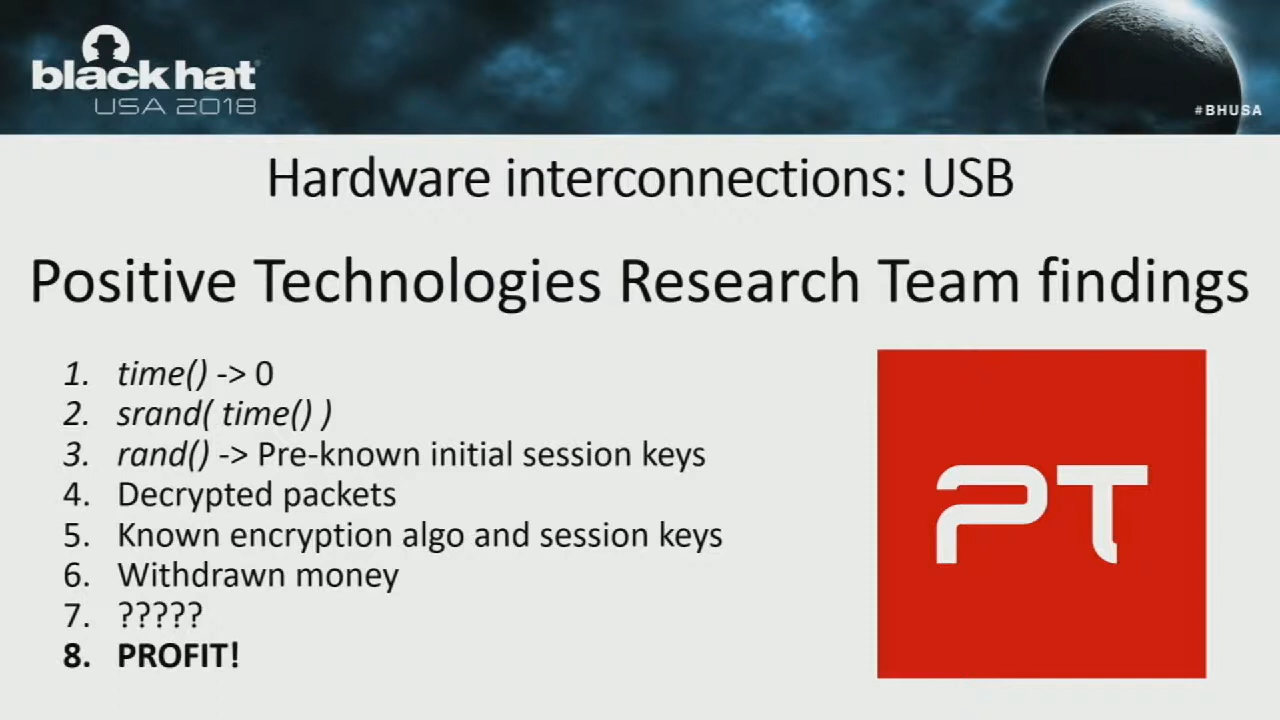 black hat®
USA 2018
#BHUSA
Hardware interconnections: USB
Positive Technologies Research Team findings
1. time() -> 0
2. srand( time() )
3. rand() -> Pre-known initial session keys
4. Decrypted packets
5. Known encryption algo and session keys
6. Withdrawn money
7. ?????
8. PROFIT!
PT